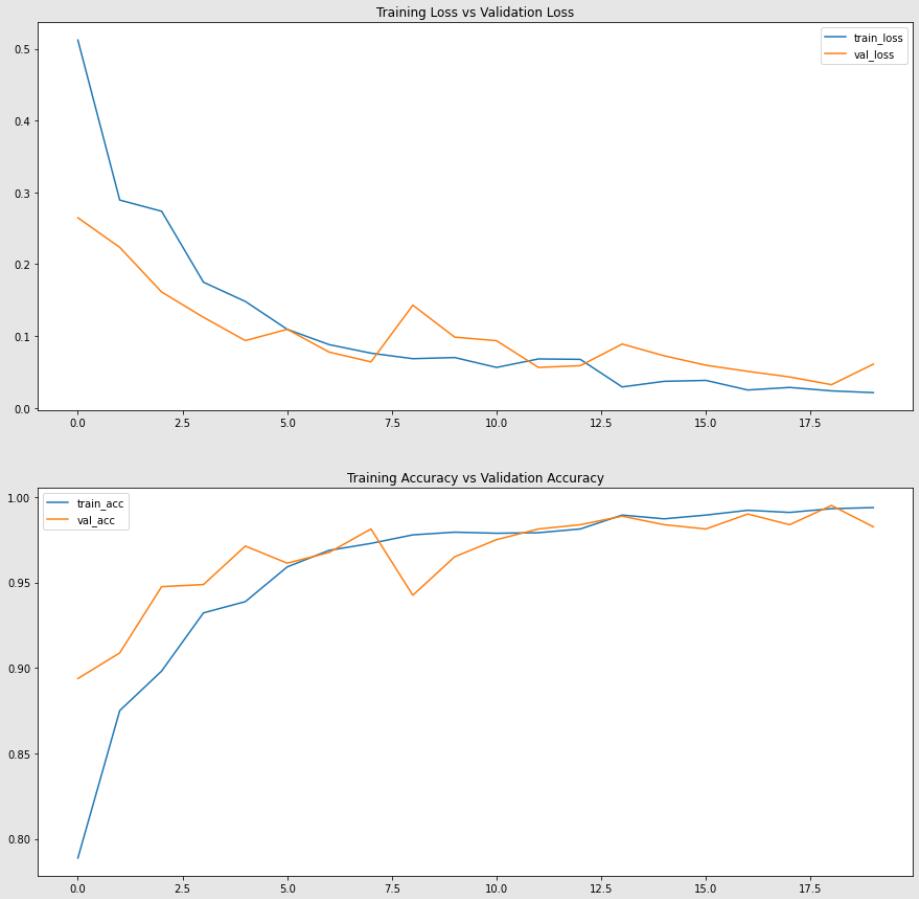 Training Loss vs Validation Loss
train_loss
val_loss
0.5
0.4
0.3
0.2
0.1
0.0
0.0 2.5 5.0 7.5 10.0 12.5 15.0 17.5
Training Accuracy vs Validation Accuracy
train_acc
val_acc
1.00
0.95
0.90
0.85
0.80
0.0 2.5 5.0 7.5 10.0 12.5 15.0 17.5